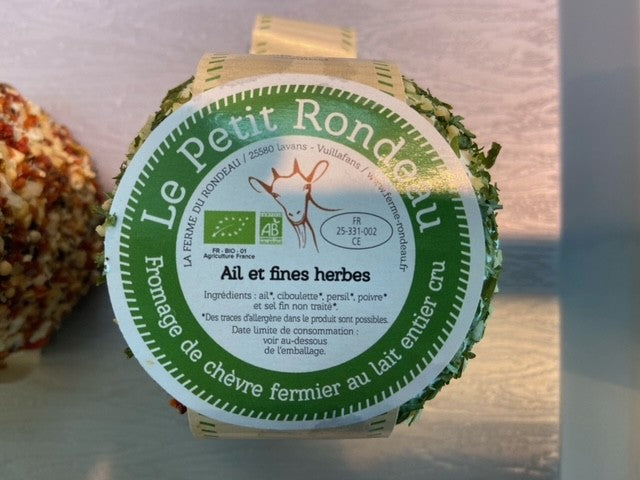 Le Petit Rondeau
LA FERME DU RONDEAU / 25580 Lavans - Vuillafans / www.ferme-rondeau.fr
CERTIFIÉ
AB
AGRICULTURE BIOLOGIQUE
FR - BIO - 01
Agriculture France
FR
25-331-002
CE
Ail et fines herbes
Ingrédients : ail*, ciboulette*, persil*, poivre*
et sel fin non traité*.
*Des traces d'allergène dans le produit sont possibles.
Date limite de consommation :
voir au-dessous
de l'emballage.
Fromage de chèvre fermier au lait entier cru